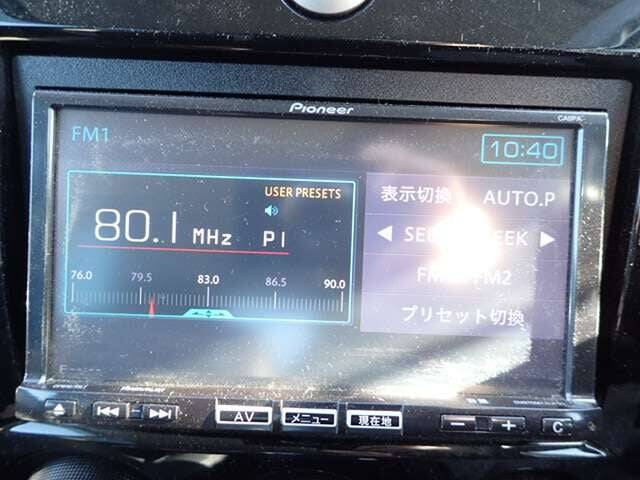 Pioneer
FM1
10:40
USER PRESETS
80.1 MHz P1
76.0 79.5 83.0 86.5 90.0
表示切換 AUTO.P
◀ SEEK ▶
プリセット切換
AV メニュー 現在地
− + C